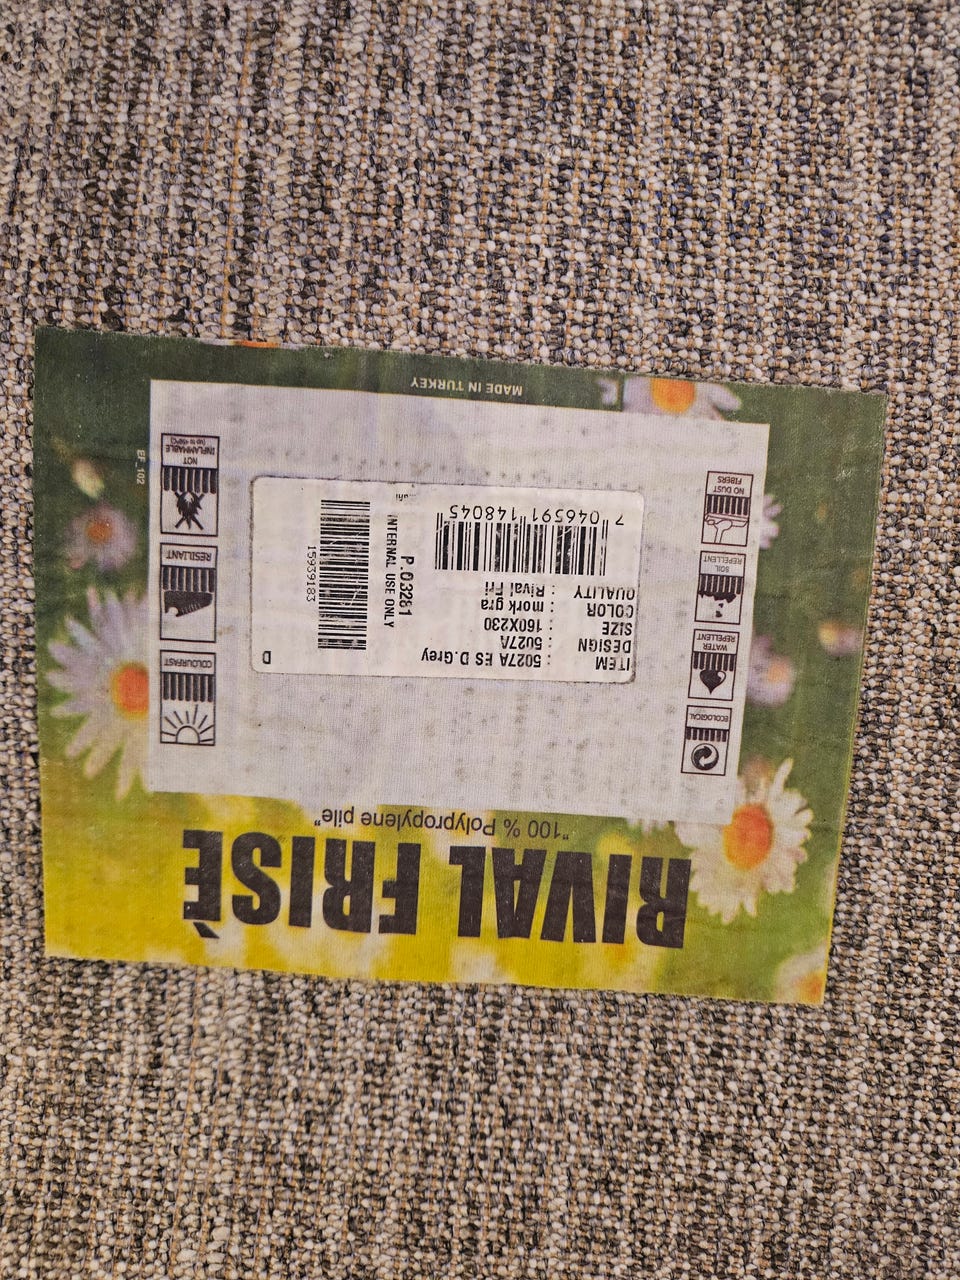 RIVAL FRISÈ
"100 % Polypropylene pile"
ECOLOGICAL
WATER REPELLENT
SOIL REPELLENT
NO DUST FIBERS
ITEM : 5027A ES D.Grey
DESIGN : 5027A
SIZE : 160X230
COLOR : mork gra
QUALITY : Rival Fri
7 046591 148045
D
P.03281
INTERNAL USE ONLY
15939183
COLOURFAST
RESILIANT
NOT INFLAMMABLE
EF_102
MADE IN TURKEY